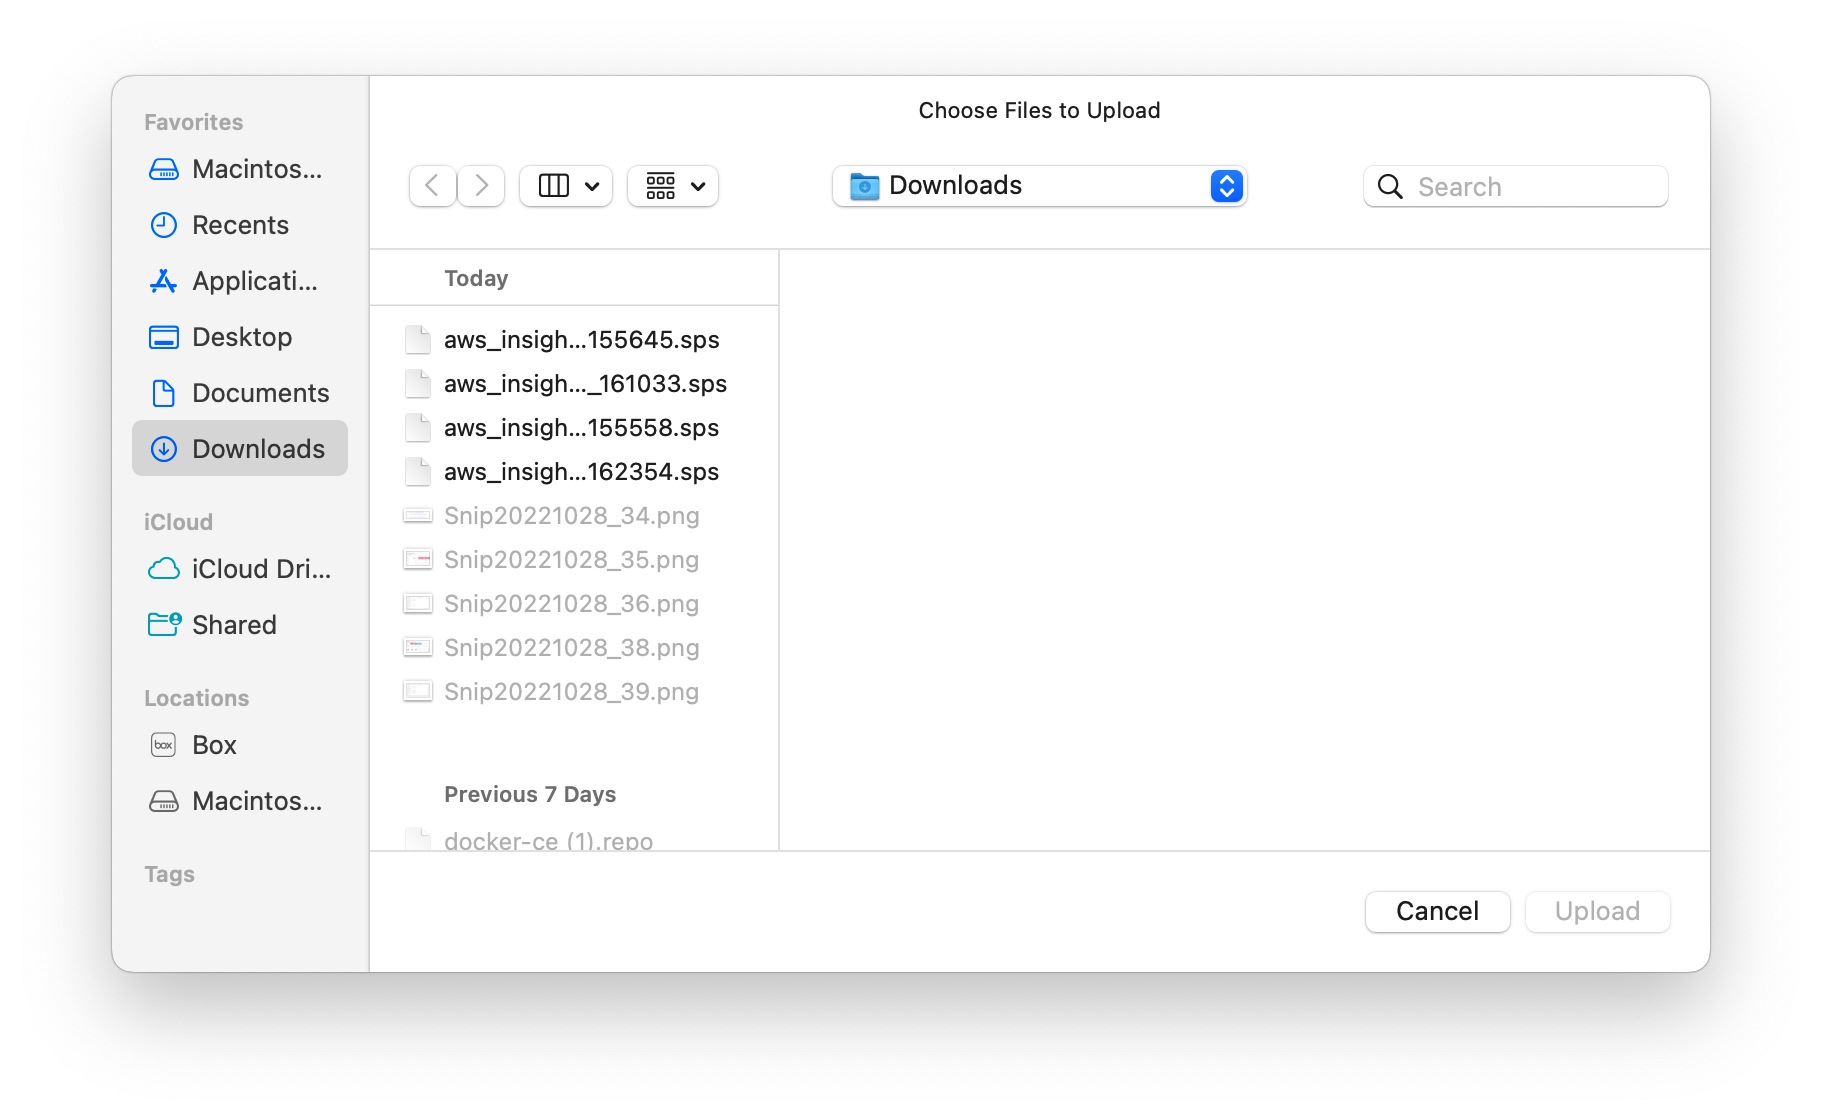 Choose Files to Upload
Favorites
Macintos...
Recents
Applicati...
Desktop
Documents
Downloads
iCloud
iCloud Dri...
Shared
Locations
box
Box
Macintos...
Tags
Downloads
Search
Today
aws_insigh...155645.sps
aws_insigh..._161033.sps
aws_insigh...155558.sps
aws_insigh...162354.sps
Snip20221028_34.png
Snip20221028_35.png
Snip20221028_36.png
Snip20221028_38.png
Snip20221028_39.png
Previous 7 Days
docker-ce (1).repo
Cancel
Upload